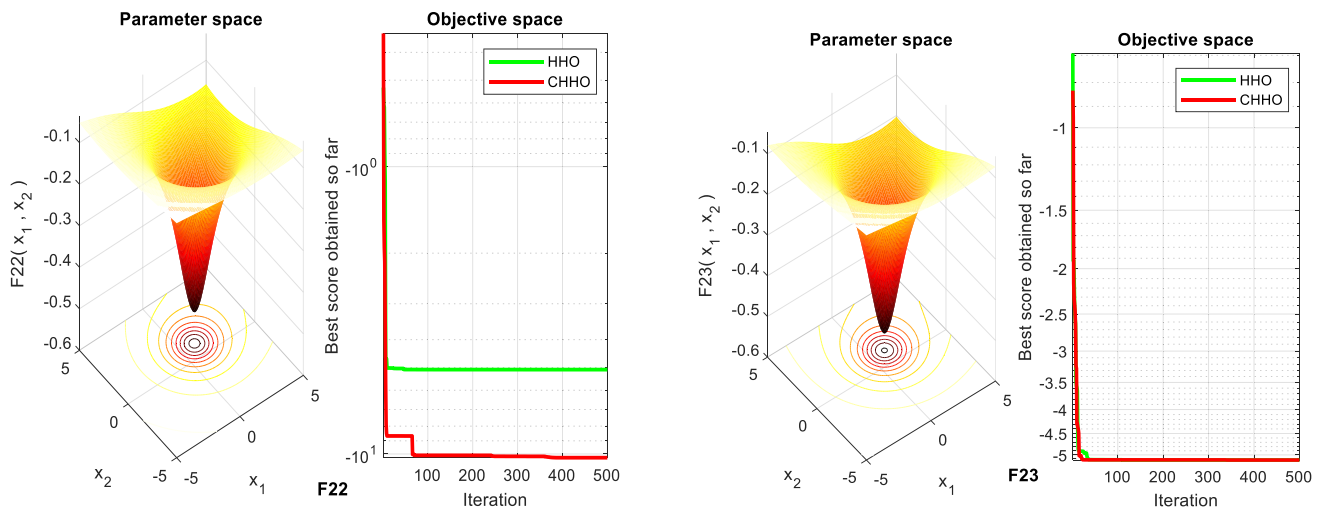 Parameter space
Objective space
HHO
CHHO
-0.1
-0.2
-0.3
-0.4
-0.5
-0.6
F22( x1 , x2 )
5
0
-5
x2
-5
0
5
x1
Best score obtained so far
-10^0
-10^1
100 200 300 400 500
Iteration
F22
Parameter space
Objective space
HHO
CHHO
-0.1
-0.2
-0.3
-0.4
-0.5
-0.6
F23( x1 , x2 )
5
0
-5
x2
-5
0
5
x1
Best score obtained so far
-1
-1.5
-2
-2.5
-3
-3.5
-4
-4.5
-5
100 200 300 400 500
Iteration
F23